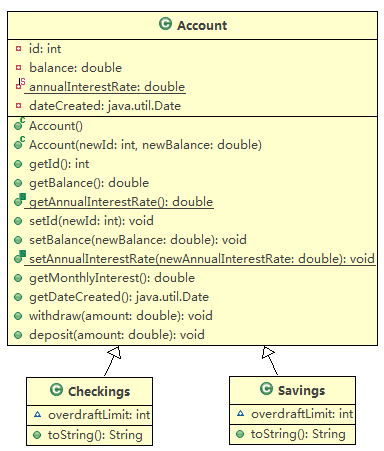 Account
id: int
balance: double
annualInterestRate: double
dateCreated: java.util.Date
Account()
Account(newId: int, newBalance: double)
getId(): int
getBalance(): double
getAnnualInterestRate(): double
setId(newId: int): void
setBalance(newBalance: double): void
setAnnualInterestRate(newAnnualInterestRate: double): void
getMonthlyInterest(): double
getDateCreated(): java.util.Date
withdraw(amount: double): void
deposit(amount: double): void
Checkings
overdraftLimit: int
toString(): String
Savings
overdraftLimit: int
toString(): String